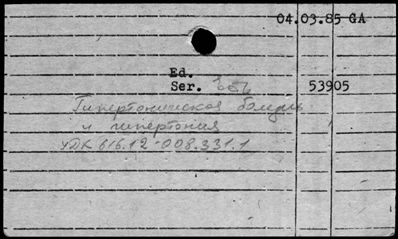 04.03.85 GA
Ed.
Ser. 53905
Гипертоническая болезнь
и гипертония
УДК 616.12-008.331.1